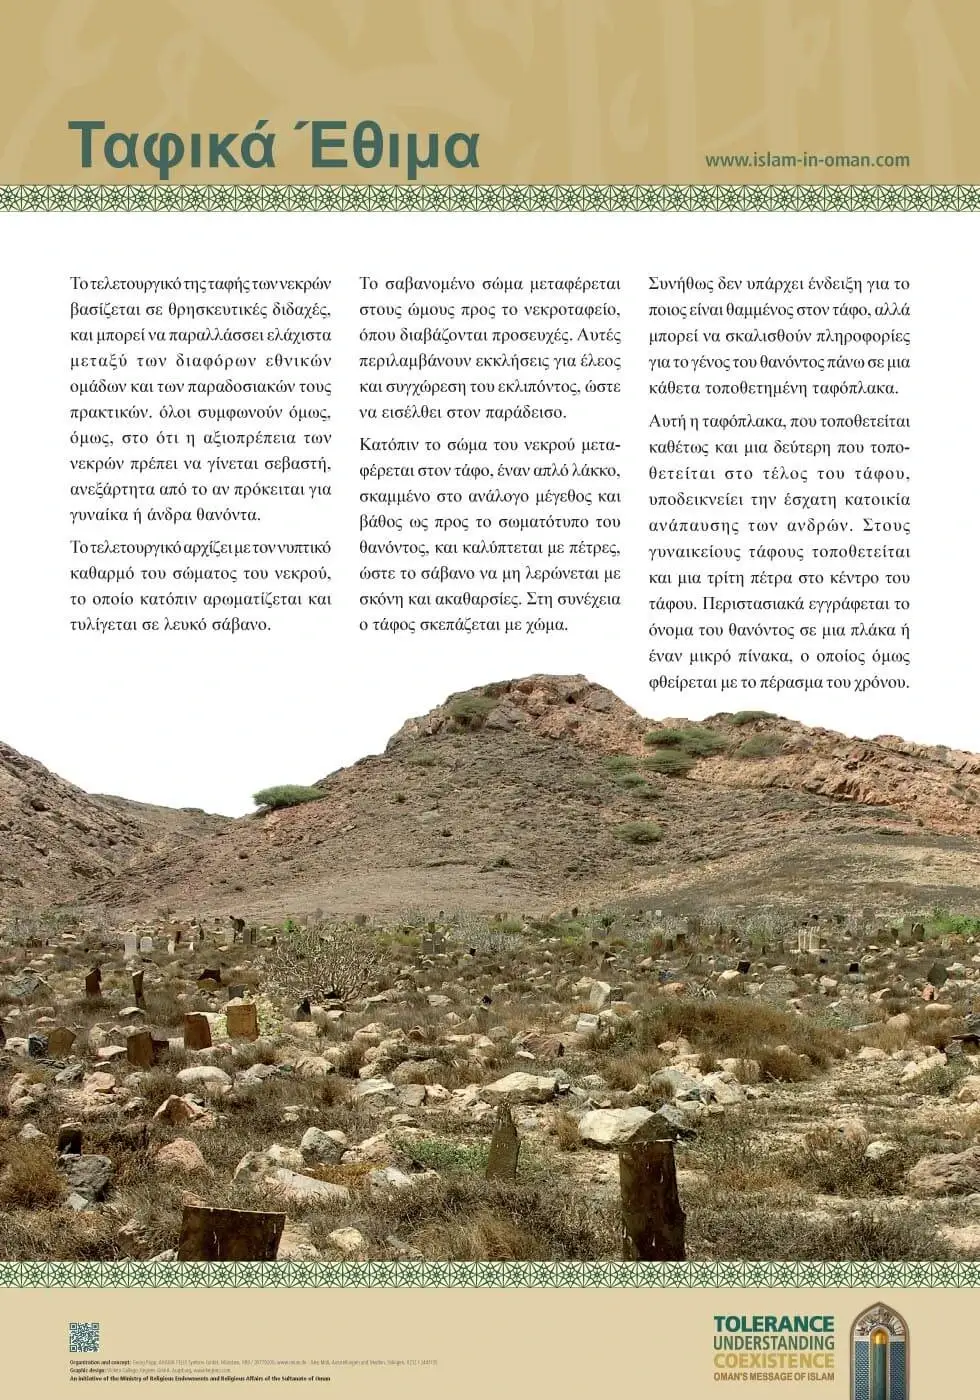 Ταφικά Έθιμα
www.islam-in-oman.com
Το τελετουργικό της ταφής των νεκρών
βασίζεται σε θρησκευτικές διδαχές,
και μπορεί να παραλλάσσει ελάχιστα
μεταξύ των διαφόρων εθνικών
ομάδων και των παραδοσιακών τους
πρακτικών. όλοι συμφωνούν όμως,
όμως, στο ότι η αξιοπρέπεια των
νεκρών πρέπει να γίνεται σεβαστή,
ανεξάρτητα από το αν πρόκειται για
γυναίκα ή άνδρα θανόντα.
Το τελετουργικό αρχίζει με τον νυπτικό
καθαρμό του σώματος του νεκρού,
το οποίο κατόπιν αρωματίζεται και
τυλίγεται σε λευκό σάβανο.
Το σαβανομένο σώμα μεταφέρεται
στους ώμους προς το νεκροταφείο,
όπου διαβάζονται προσευχές. Αυτές
περιλαμβάνουν εκκλήσεις για έλεος
και συγχώρεση του εκλιπόντος, ώστε
να εισέλθει στον παράδεισο.
Κατόπιν το σώμα του νεκρού μετα-
φέρεται στον τάφο, έναν απλό λάκκο,
σκαμμένο στο ανάλογο μέγεθος και
βάθος ως προς το σωματότυπο του
θανόντος, και καλύπτεται με πέτρες,
ώστε το σάβανο να μη λερώνεται με
σκόνη και ακαθαρσίες. Στη συνέχεια
ο τάφος σκεπάζεται με χώμα.
Συνήθως δεν υπάρχει ένδειξη για το
ποιος είναι θαμμένος στον τάφο, αλλά
μπορεί να σκαλισθούν πληροφορίες
για το γένος του θανόντος πάνω σε μια
κάθετα τοποθετημένη ταφόπλακα.
Αυτή η ταφόπλακα, που τοποθετείται
καθέτως και μια δεύτερη που τοπο-
θετείται στο τέλος του τάφου,
υποδεικνείει την έσχατη κατοικία
ανάπαυσης των ανδρών. Στους
γυναικείους τάφους τοποθετείται
και μια τρίτη πέτρα στο κέντρο του
τάφου. Περιστασιακά εγγράφεται το
όνομα του θανόντος σε μια πλάκα ή
έναν μικρό πίνακα, ο οποίος όμως
φθείρεται με το πέρασμα του χρόνου.
TOLERANCE
UNDERSTANDING
COEXISTENCE
OMAN'S MESSAGE OF ISLAM
Organization and concept: Georg Popp,
Graphic design:
An initiative of the Ministry of Religious Endowments and Religious Affairs of the Sultanate of Oman